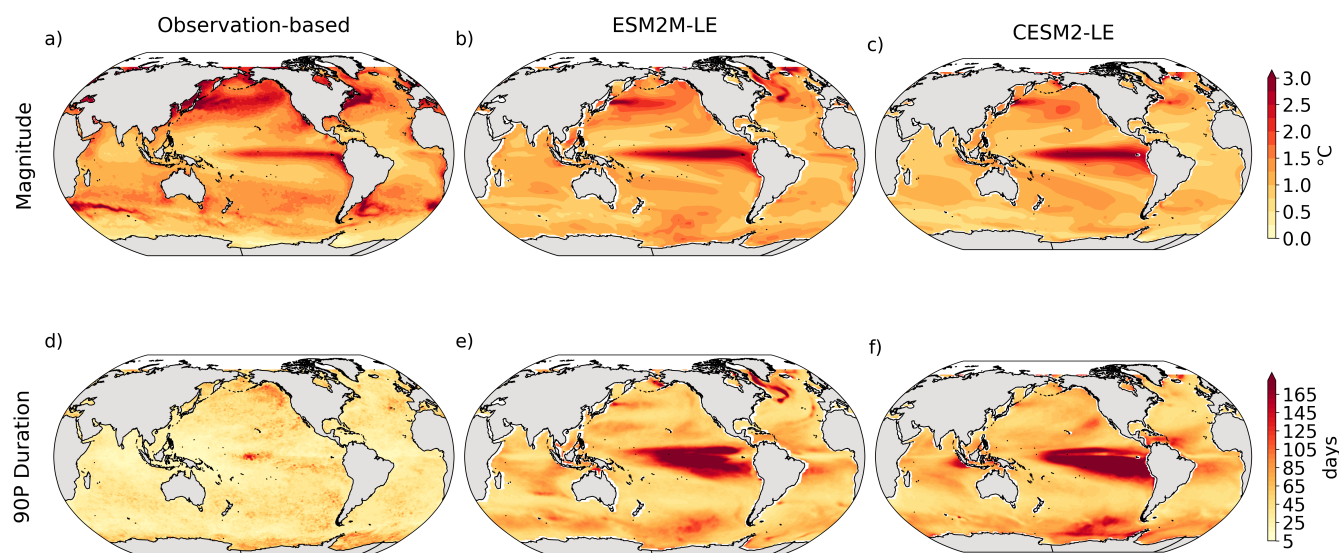 Observation-based
ESM2M-LE
CESM2-LE
a)
b)
c)
Magnitude
3.0
2.5
2.0
1.5
1.0
0.5
0.0
°C
d)
e)
f)
90P Duration
165
145
125
105
85
65
45
25
5
days